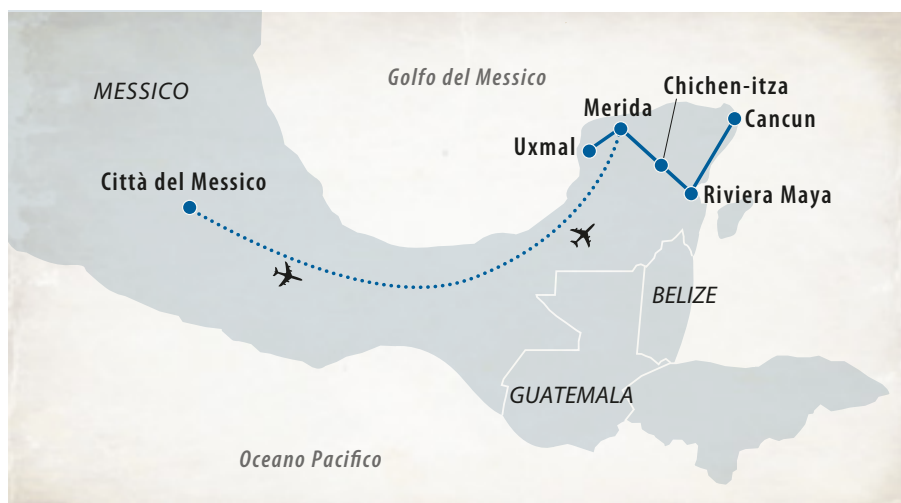 Golfo del Messico
Chichen-itza
MESSICO
Merida
Cancun
Uxmal
Città del Messico
Riviera Maya
BELIZE
GUATEMALA
Oceano Pacifico